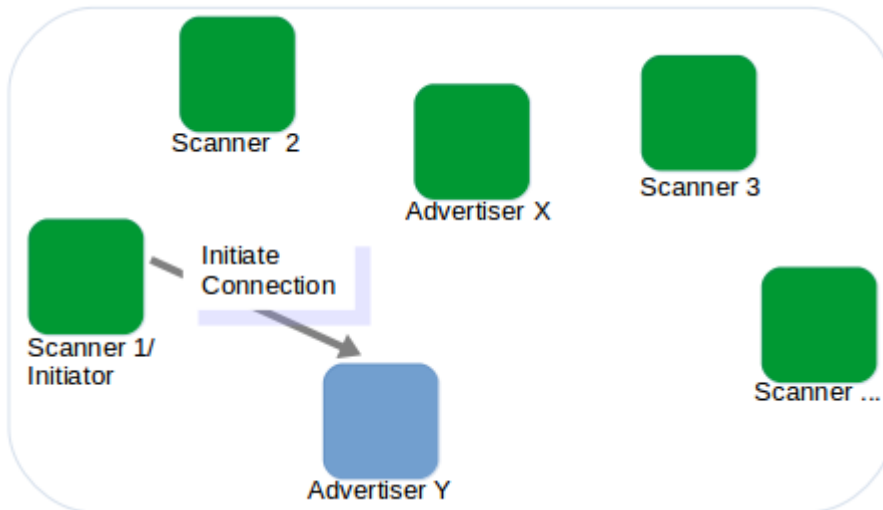 Scanner  2
Advertiser X
Scanner 3
Initiate
Connection
Scanner 1/
Initiator
Scanner ...
Advertiser Y